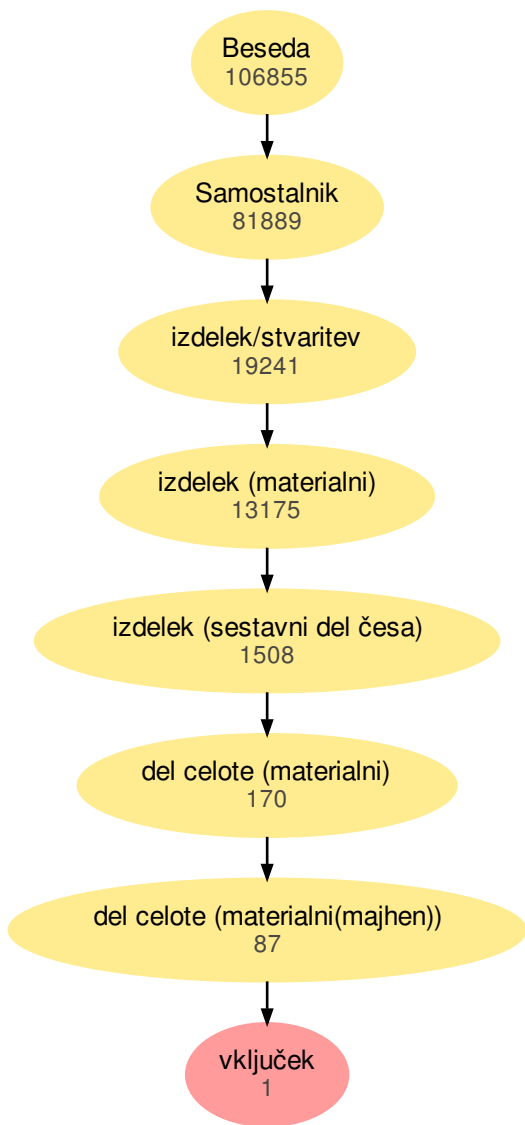 Beseda
106855
Samostalnik
81889
izdelek/stvaritev
19241
izdelek (materialni)
13175
izdelek (sestavni del česa)
1508
del celote (materialni)
170
del celote (materialni(majhen))
87
vključek
1